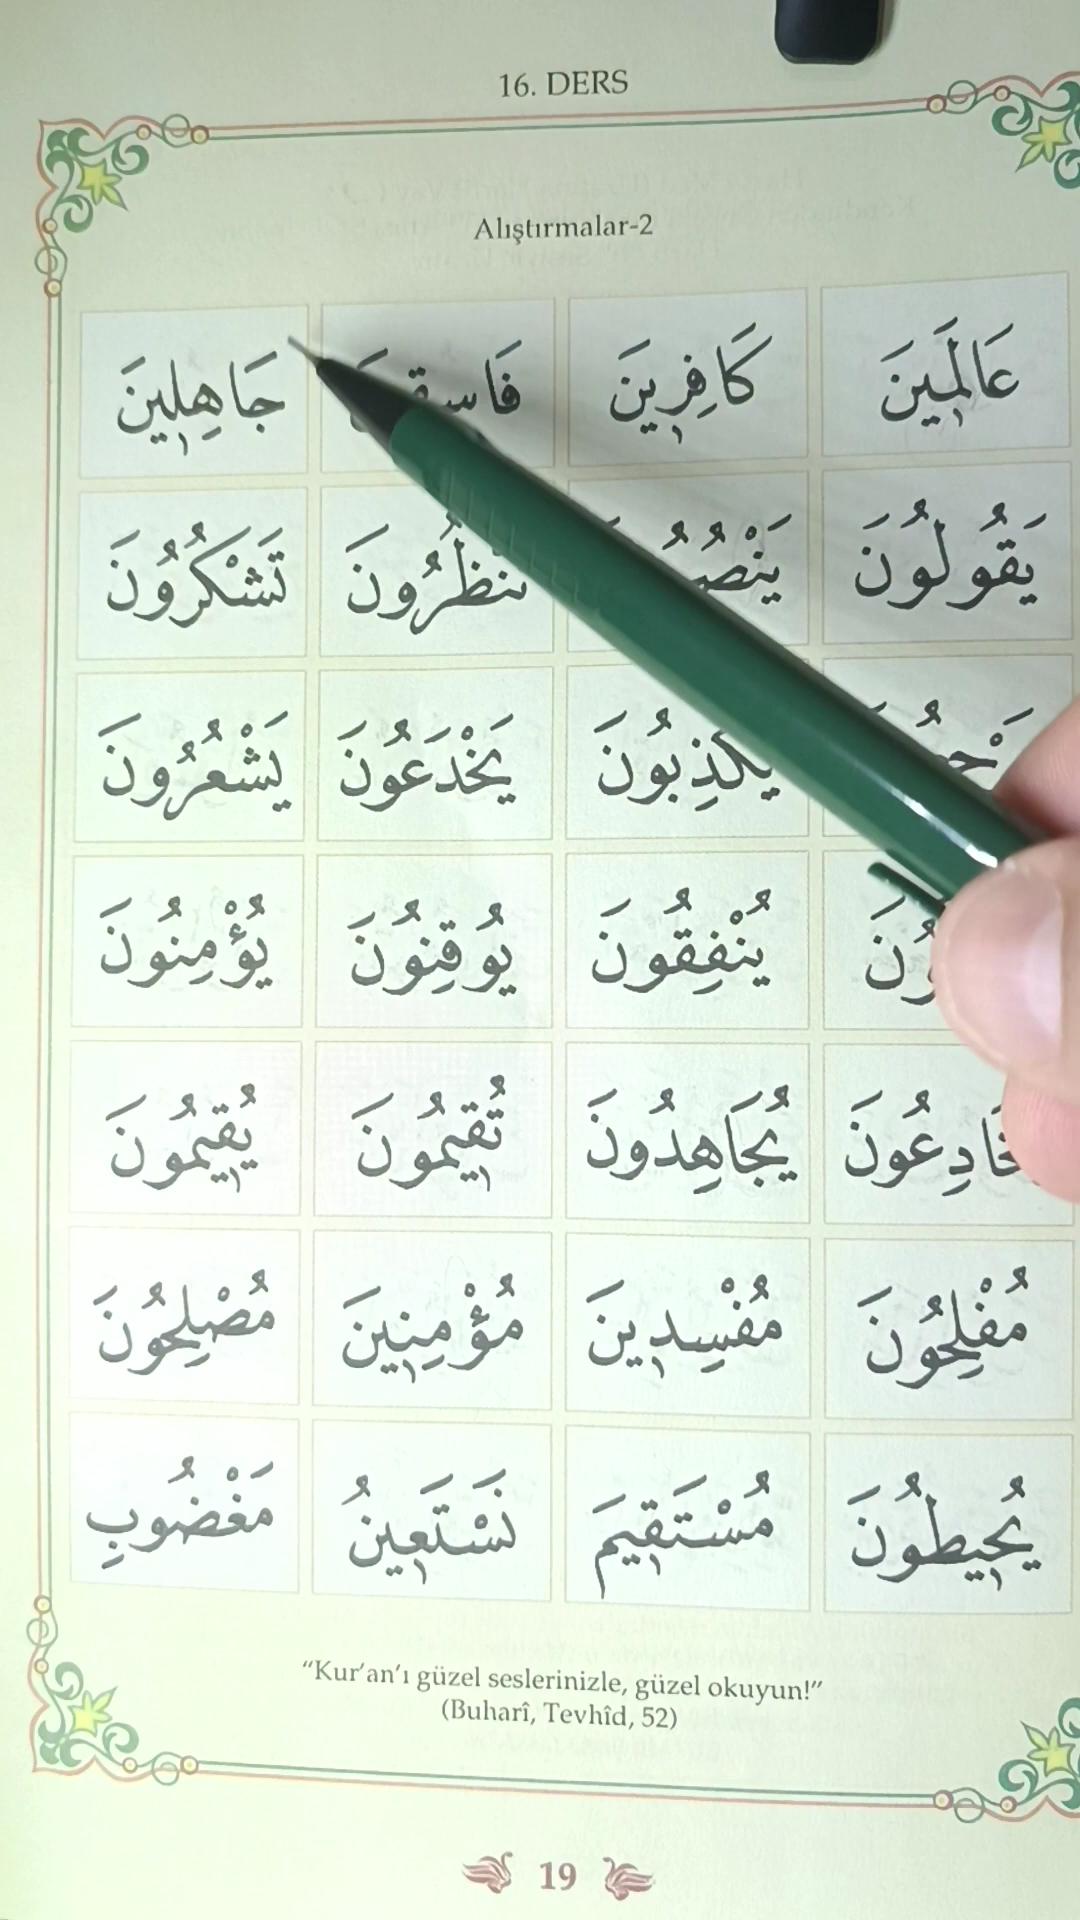 16. DERS
Alıştırmalar-2
عَالَمِينَ كَافِرِينَ جَاهِلِينَ
يَقُولُونَ تَشْكُرُونَ
يَكْذِبُونَ يَخْدَعُونَ يَشْعُرُونَ
يُنْفِقُونَ يُوقِنُونَ يُؤْمِنُونَ
يُجَاهِدُونَ تُقِيمُونَ يُقِيمُونَ
مُفْلِحُونَ مُفْسِدِينَ مُؤْمِنِينَ مُصْلِحُونَ
يُحِيطُونَ مُسْتَقِيمَ نَسْتَعِينُ مَغْضُوبِ
“Kur’an’ı güzel seslerinizle, güzel okuyun!”
(Buharî, Tevhîd, 52)
19